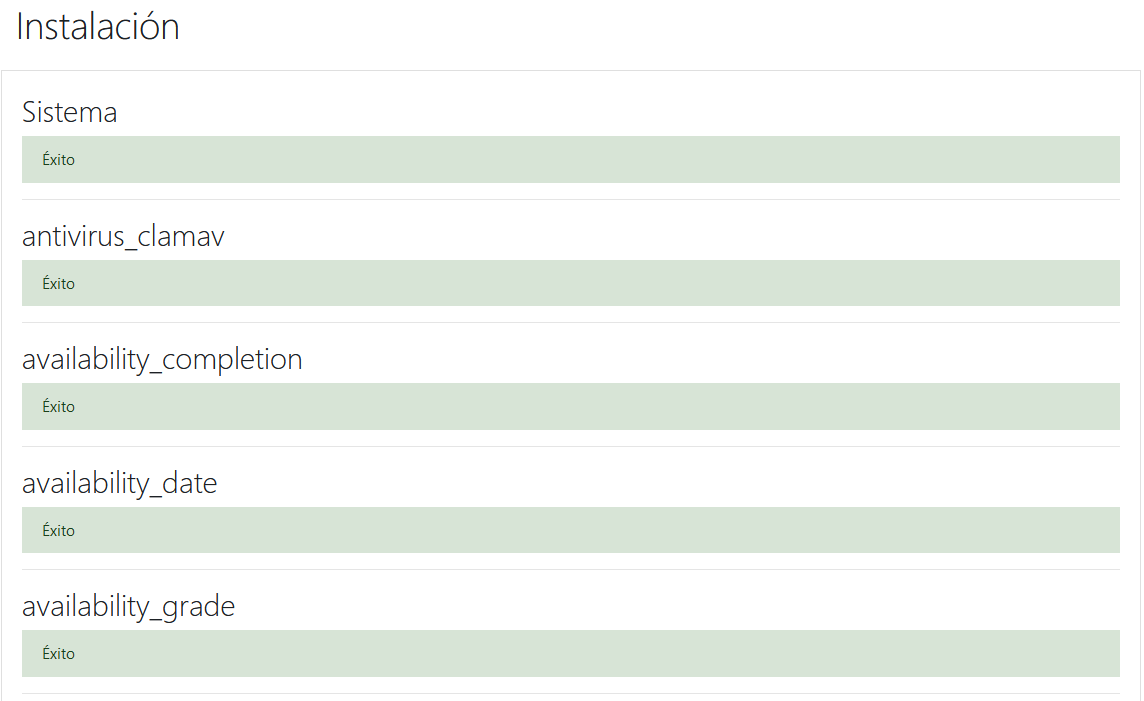 Instalación
Sistema
Éxito
antivirus_clamav
Éxito
availability_completion
Éxito
availability_date
Éxito
availability_grade
Éxito